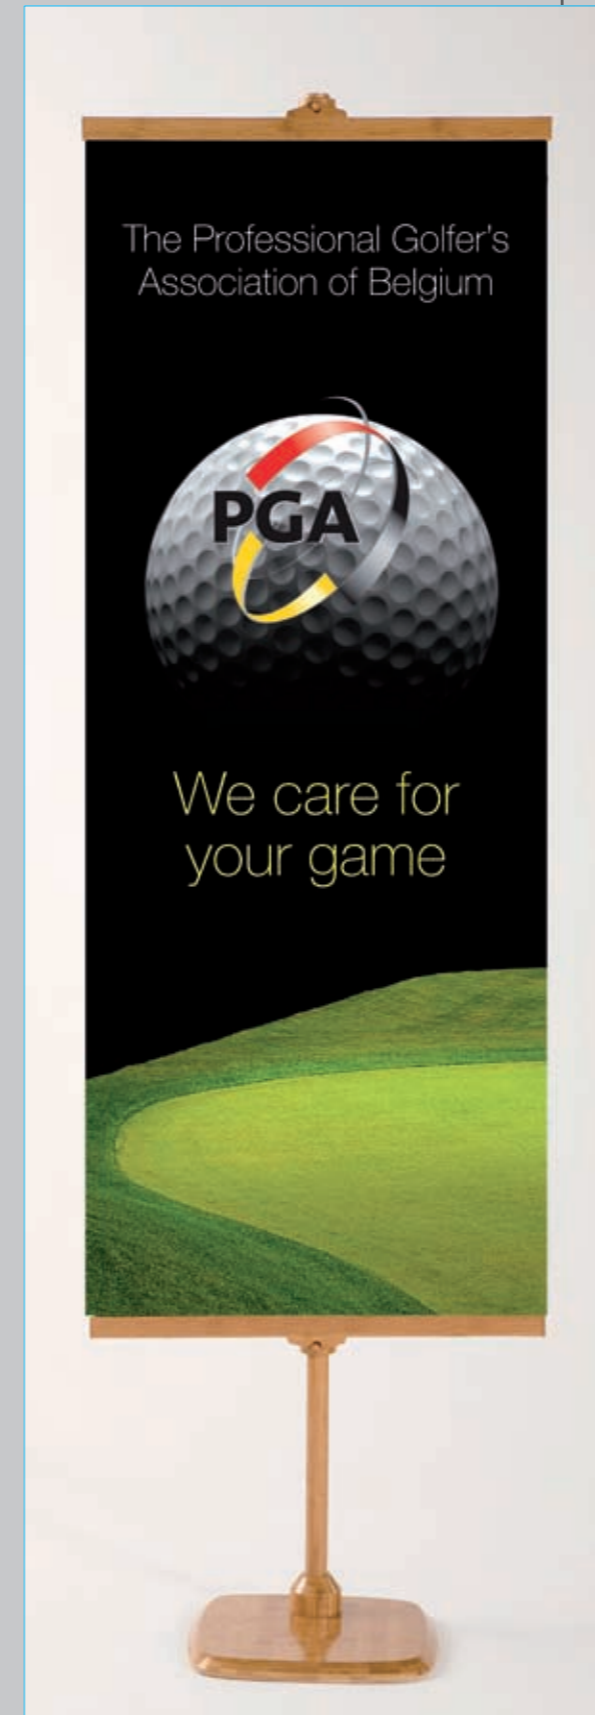 The Professional Golfer's
Association of Belgium
PGA
We care for
your game